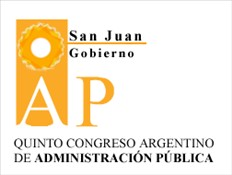 San Juan
Gobierno
AP
QUINTO CONGRESO ARGENTINO
DE ADMINISTRACIÓN PÚBLICA